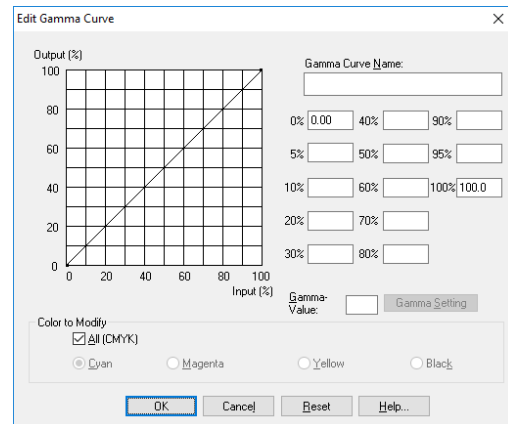 Edit Gamma Curve
Output (%)
100
80
60
40
20
0
0 20 40 60 80 100
Input (%)
Gamma Curve Name:
0% 0.00 40% 90%
5% 50% 95%
10% 60% 100% 100.0
20% 70%
30% 80%
Gamma-
Value:
Gamma Setting
Color to Modify
All (CMYK)
Cyan Magenta Yellow Black
OK Cancel Reset Help...